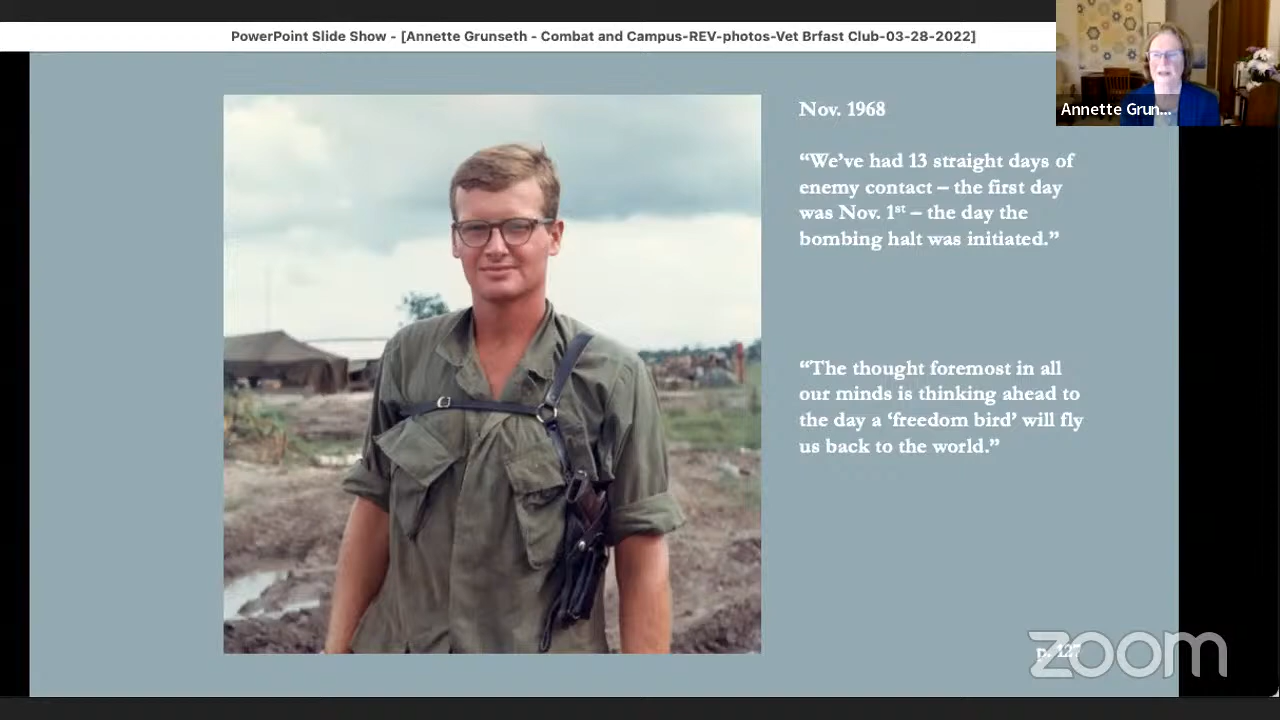 PowerPoint Slide Show - [Annette Grunseth - Combat and Campus-REV-photos-Vet Brfast Club-03-28-2022]
Annette Grun...
Nov. 1968
“We’ve had 13 straight days of
enemy contact – the first day
was Nov. 1st – the day the
bombing halt was initiated.”
“The thought foremost in all
our minds is thinking ahead to
the day a ‘freedom bird’ will fly
us back to the world.”
p. 127
zoom